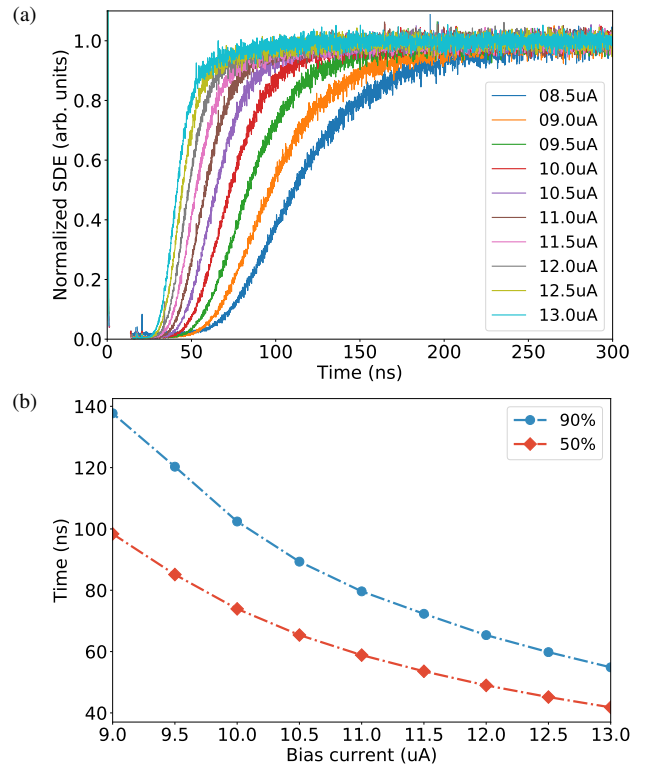 (a)
Normalized SDE (arb. units)
1.0
0.8
0.6
0.4
0.2
0.0
08.5uA
09.0uA
09.5uA
10.0uA
10.5uA
11.0uA
11.5uA
12.0uA
12.5uA
13.0uA
0 50 100 150 200 250 300
Time (ns)
(b)
Time (ns)
140
120
100
80
60
40
90%
50%
9.0 9.5 10.0 10.5 11.0 11.5 12.0 12.5 13.0
Bias current (uA)